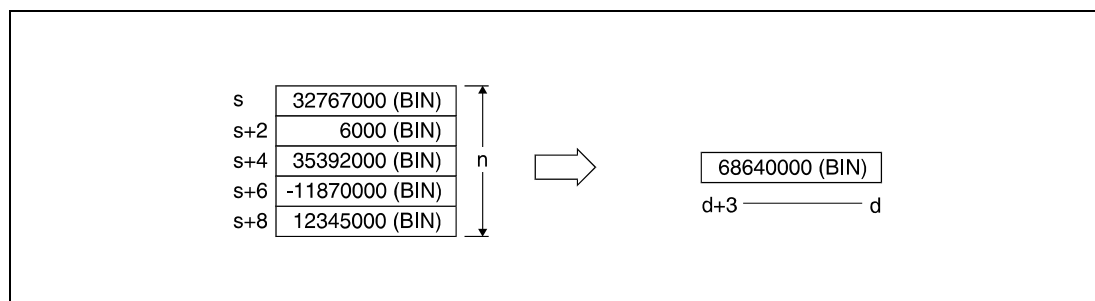 s 32767000 (BIN)
s+2 6000 (BIN)
s+4 35392000 (BIN)
s+6 -11870000 (BIN)
s+8 12345000 (BIN)
n
68640000 (BIN)
d+3 d